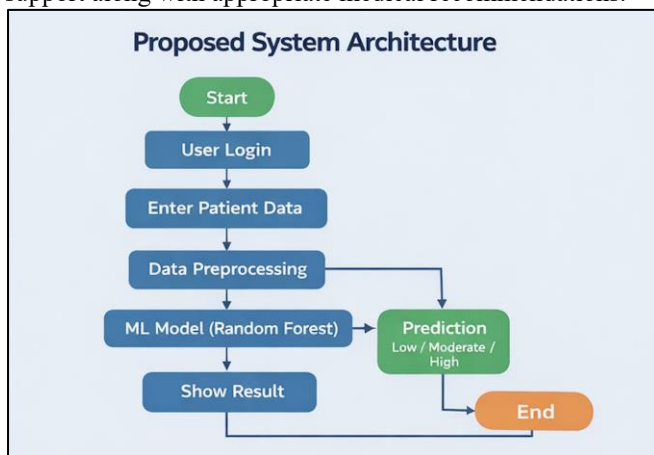 support along with appropriate medical recommendations.
Proposed System Architecture
Start
User Login
Enter Patient Data
Data Preprocessing
ML Model (Random Forest)
Prediction
Low / Moderate /
High
Show Result
End